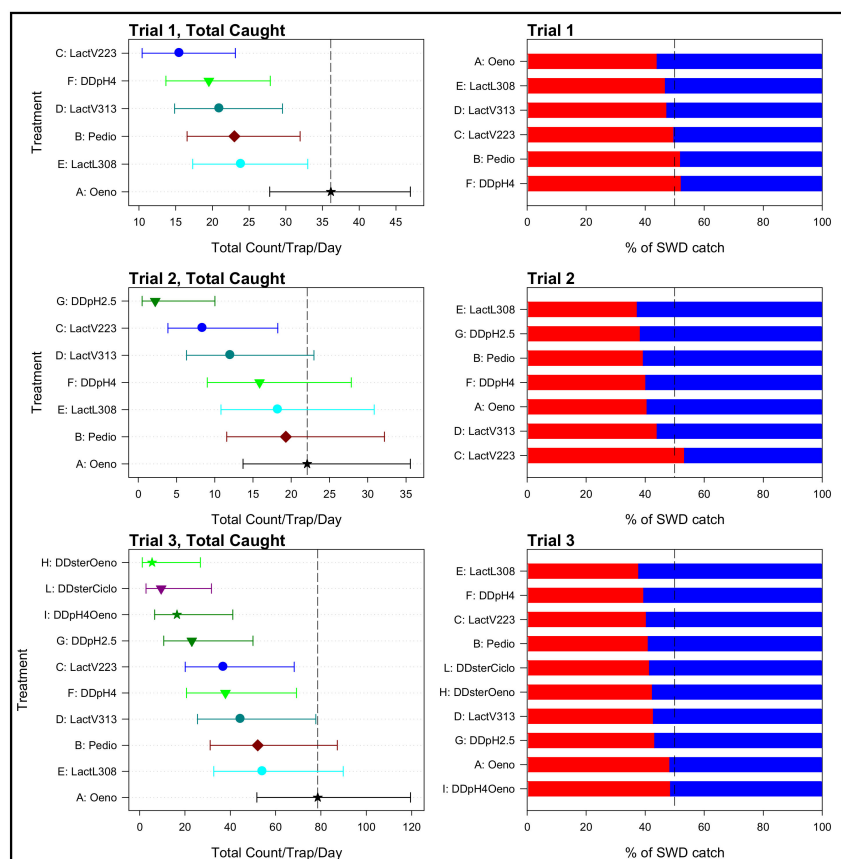 Trial 1, Total Caught
Treatment
C: LactV223
F: DDpH4
D: LactV313
B: Pedio
E: LactL308
A: Oeno
10 15 20 25 30 35 40 45
Total Count/Trap/Day
Trial 1
A: Oeno
E: LactL308
D: LactV313
C: LactV223
B: Pedio
F: DDpH4
0 20 40 60 80 100
% of SWD catch
Trial 2, Total Caught
Treatment
G: DDpH2.5
C: LactV223
D: LactV313
F: DDpH4
E: LactL308
B: Pedio
A: Oeno
0 5 10 15 20 25 30 35
Total Count/Trap/Day
Trial 2
E: LactL308
G: DDpH2.5
B: Pedio
F: DDpH4
A: Oeno
D: LactV313
C: LactV223
0 20 40 60 80 100
% of SWD catch
Trial 3, Total Caught
Treatment
H: DDsterOeno
L: DDsterCiclo
I: DDpH4Oeno
G: DDpH2.5
C: LactV223
F: DDpH4
D: LactV313
B: Pedio
E: LactL308
A: Oeno
0 20 40 60 80 100 120
Total Count/Trap/Day
Trial 3
E: LactL308
F: DDpH4
C: LactV223
B: Pedio
L: DDsterCiclo
H: DDsterOeno
D: LactV313
G: DDpH2.5
A: Oeno
I: DDpH4Oeno
0 20 40 60 80 100
% of SWD catch